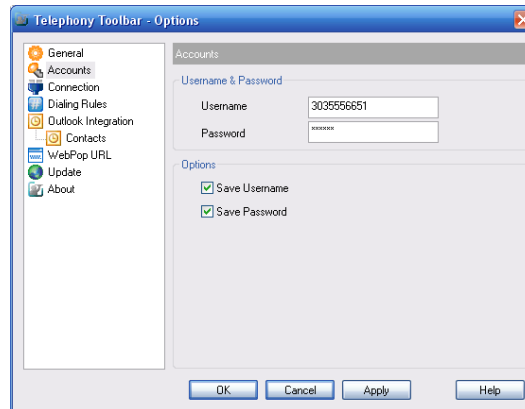 Telephony Toolbar - Options
General
Accounts
Connection
Dialing Rules
Outlook Integration
Contacts
WebPop URL
Update
About
Accounts
Username & Password
Username 3035556651
Password ××××××
Options
Save Username
Save Password
OK Cancel Apply Help